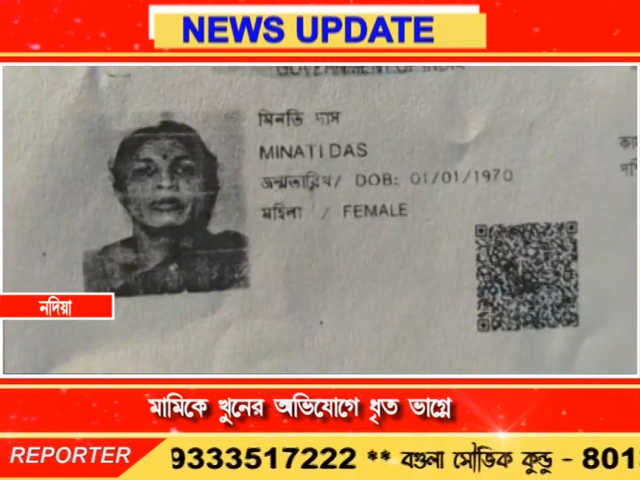 NEWS UPDATE
GOVERNMENT OF INDIA
মিনতি দাস
MINATI DAS
জন্মতারিখ/ DOB: 01/01/1970
মহিলা / FEMALE
নদিয়া
মামিকে খুনের অভিযোগে ধৃত ভাগ্নে
REPORTER
9333517222 ** বগুলা সৌভিক কুন্ডু - 801